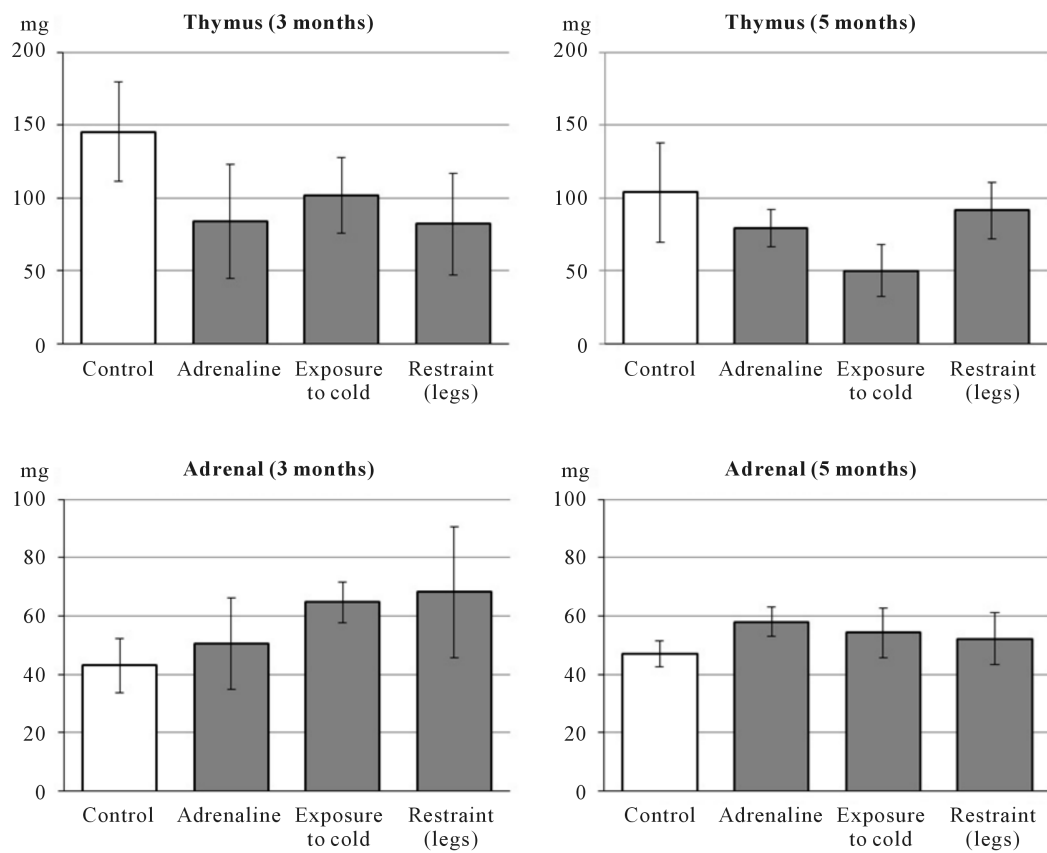 Thymus (3 months)
mg
200
150
100
50
0
Control
Adrenaline
Exposure
to cold
Restraint
(legs)
Thymus (5 months)
mg
200
150
100
50
0
Control
Adrenaline
Exposure
to cold
Restraint
(legs)
Adrenal (3 months)
mg
100
80
60
40
20
0
Control
Adrenaline
Exposure
to cold
Restraint
(legs)
Adrenal (5 months)
mg
100
80
60
40
20
0
Control
Adrenaline
Exposure
to cold
Restraint
(legs)